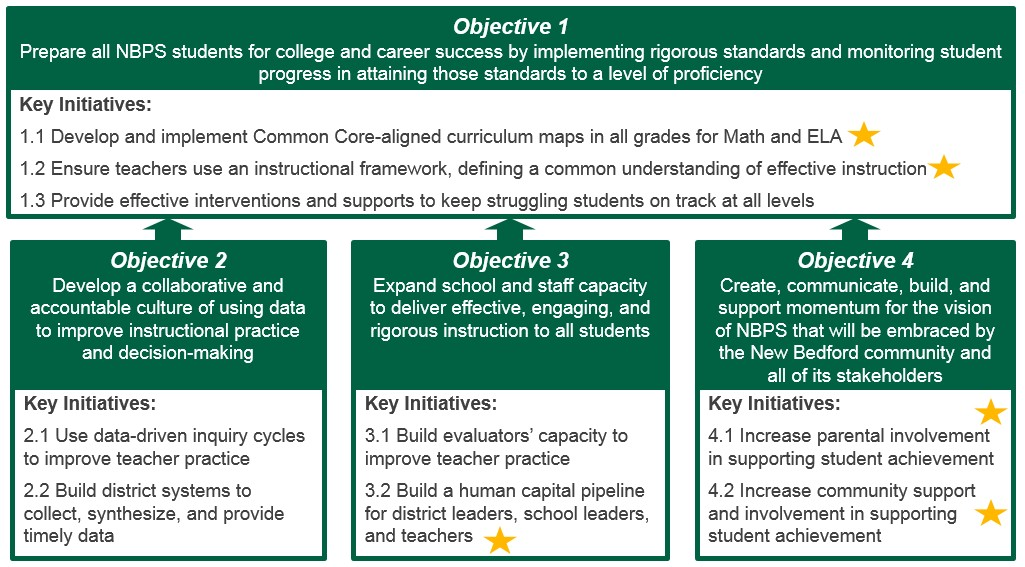 Objective 1
Prepare all NBPS students for college and career success by implementing rigorous standards and monitoring student
progress in attaining those standards to a level of proficiency
Key Initiatives:
1.1 Develop and implement Common Core-aligned curriculum maps in all grades for Math and ELA
1.2 Ensure teachers use an instructional framework, defining a common understanding of effective instruction
1.3 Provide effective interventions and supports to keep struggling students on track at all levels
Objective 2
Develop a collaborative and
accountable culture of using data
to improve instructional practice
and decision-making
Key Initiatives:
2.1 Use data-driven inquiry cycles
to improve teacher practice
2.2 Build district systems to
collect, synthesize, and provide
timely data
Objective 3
Expand school and staff capacity
to deliver effective, engaging, and
rigorous instruction to all students
Key Initiatives:
3.1 Build evaluators’ capacity to
improve teacher practice
3.2 Build a human capital pipeline
for district leaders, school leaders,
and teachers
Objective 4
Create, communicate, build, and
support momentum for the vision
of NBPS that will be embraced by
the New Bedford community and
all of its stakeholders
Key Initiatives:
4.1 Increase parental involvement
in supporting student achievement
4.2 Increase community support
and involvement in supporting
student achievement